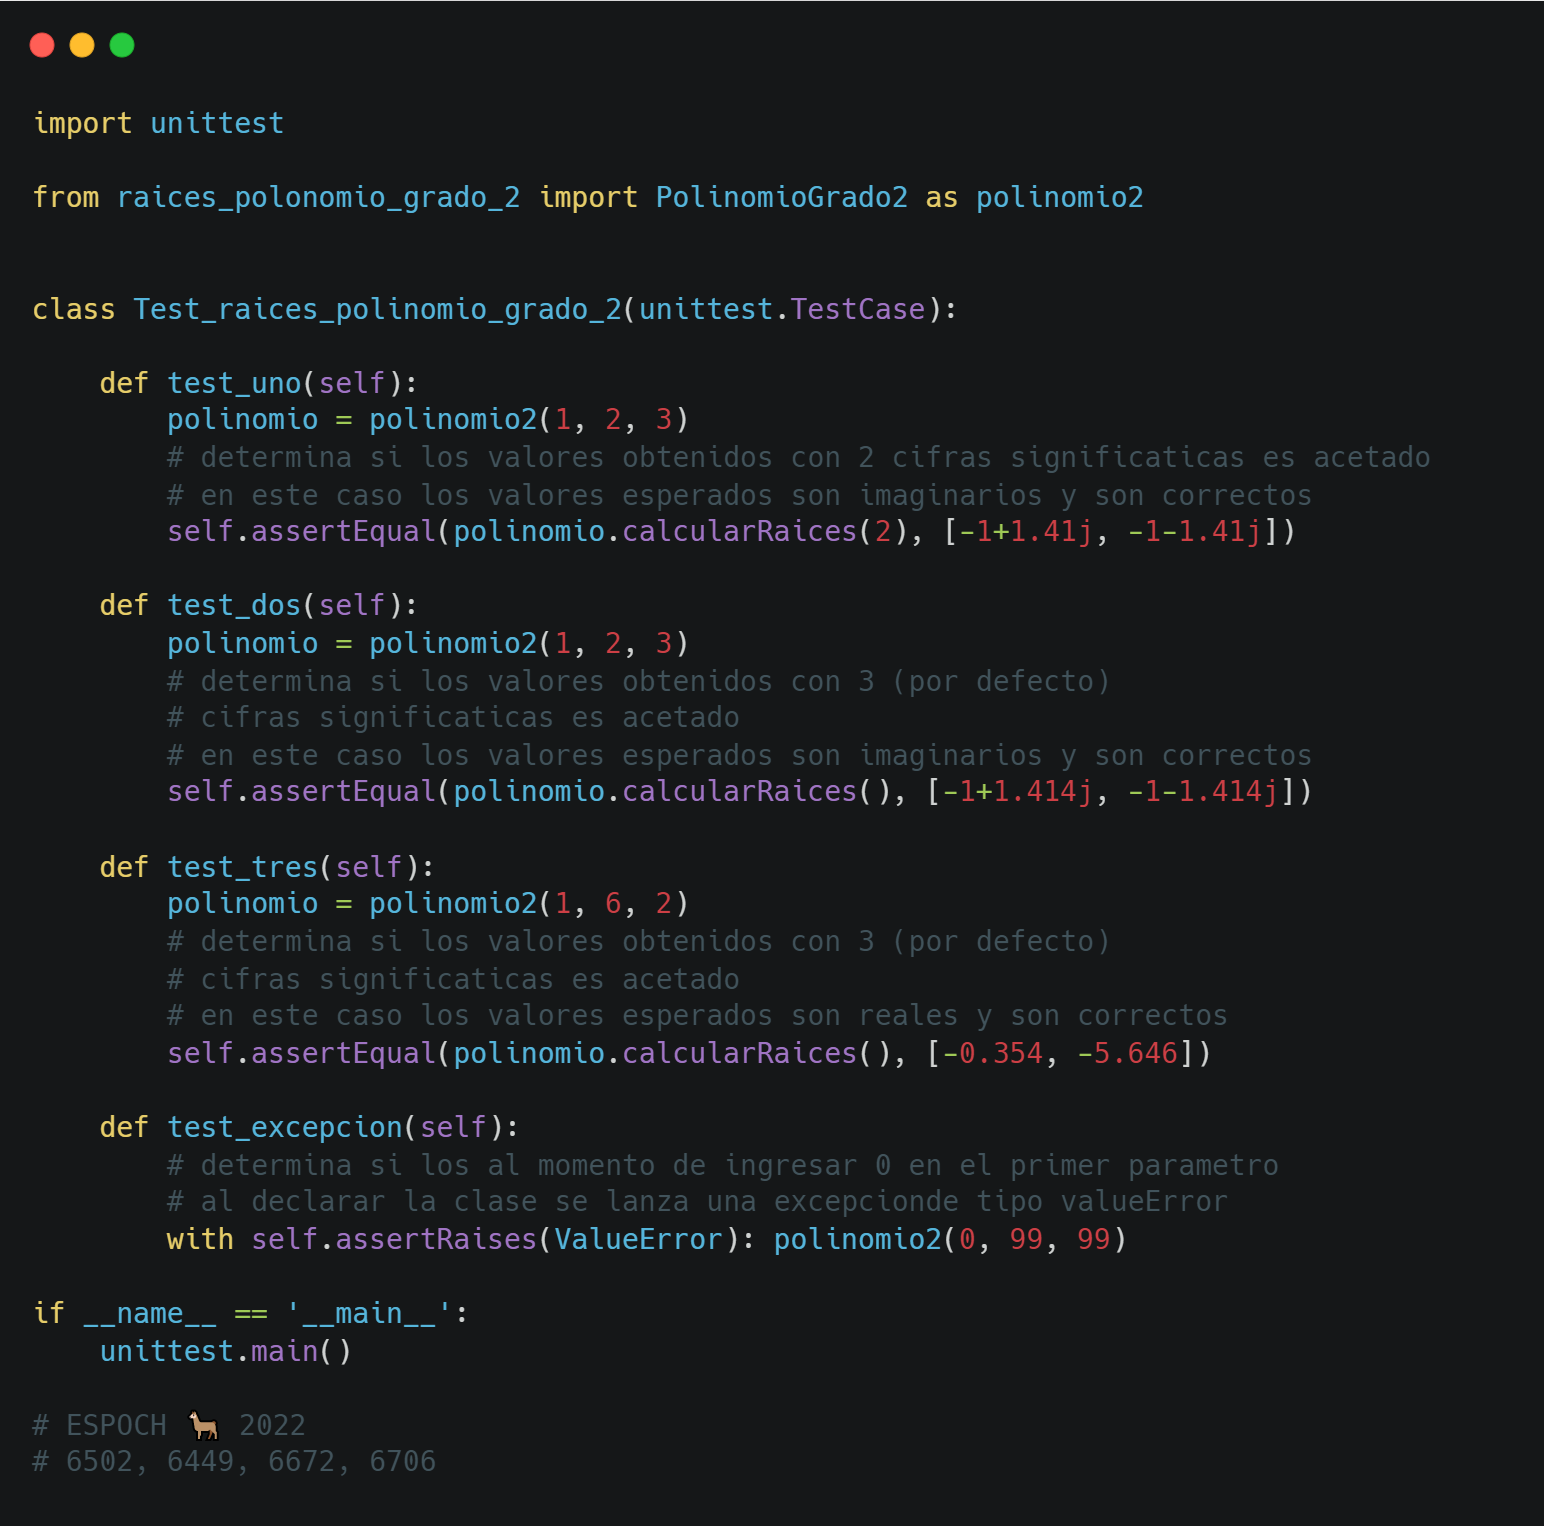 import unittest
from raices_polonomio_grado_2 import PolinomioGrado2 as polinomio2
class Test_raices_polinomio_grado_2(unittest.TestCase):
    def test_uno(self):
        polinomio = polinomio2(1, 2, 3)
        # determina si los valores obtenidos con 2 cifras significaticas es acetado
        # en este caso los valores esperados son imaginarios y son correctos
        self.assertEqual(polinomio.calcularRaices(2), [-1+1.41j, -1-1.41j])
    def test_dos(self):
        polinomio = polinomio2(1, 2, 3)
        # determina si los valores obtenidos con 3 (por defecto)
        # cifras significaticas es acetado
        # en este caso los valores esperados son imaginarios y son correctos
        self.assertEqual(polinomio.calcularRaices(), [-1+1.414j, -1-1.414j])
    def test_tres(self):
        polinomio = polinomio2(1, 6, 2)
        # determina si los valores obtenidos con 3 (por defecto)
        # cifras significaticas es acetado
        # en este caso los valores esperados son reales y son correctos
        self.assertEqual(polinomio.calcularRaices(), [-0.354, -5.646])
    def test_excepcion(self):
        # determina si los al momento de ingresar 0 en el primer parametro
        # al declarar la clase se lanza una excepcionde tipo valueError
        with self.assertRaises(ValueError): polinomio2(0, 99, 99)
if __name__ == '__main__':
    unittest.main()
# ESPOCH 🦙 2022
# 6502, 6449, 6672, 6706